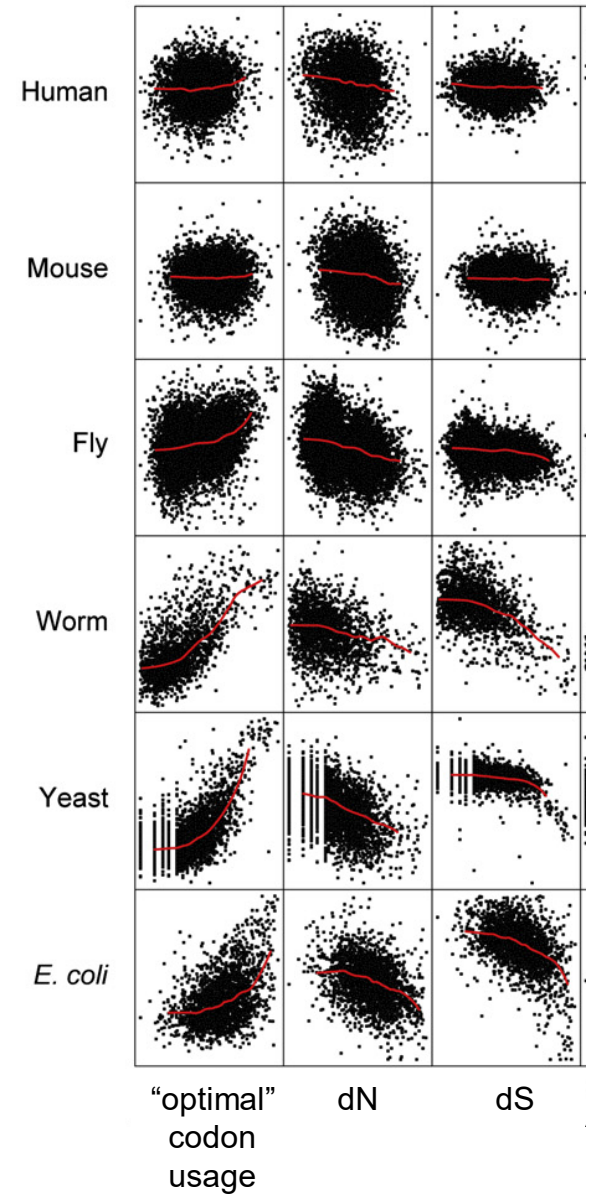 Human
Mouse
Fly
Worm
Yeast
E. coli
“optimal” dN dS
codon
usage